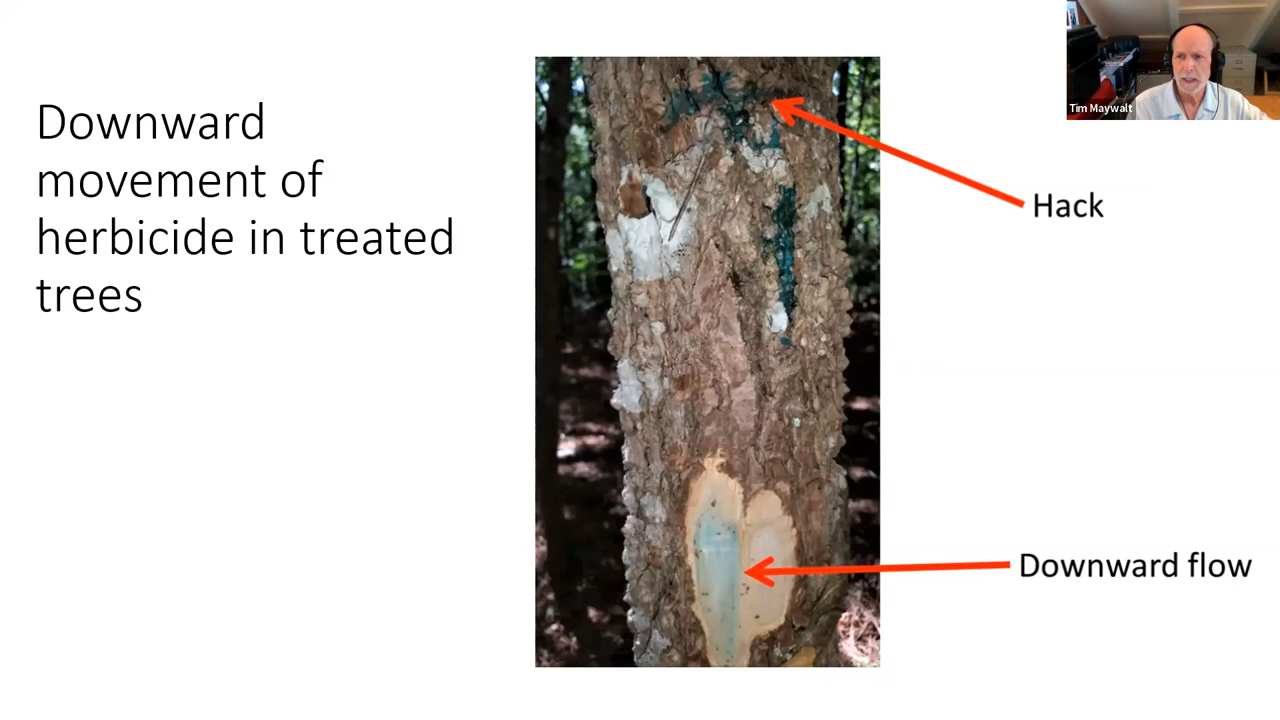 Downward
movement of
herbicide in treated
trees
Tim Maywalt
Hack
Downward flow